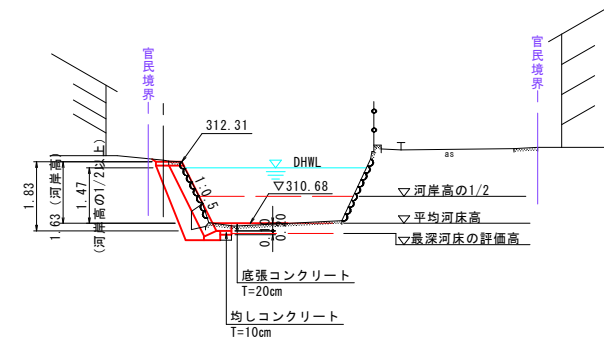 官民境界
官民境界
312.31
DHWL
as
1:0.5
▽310.68
河岸高の1/2
平均河床高
最深河床の評価高
1.83
1.63 (河岸高)
1.47
(河岸高の1/2以上)
底張コンクリート
T=20cm
均しコンクリート
T=10cm